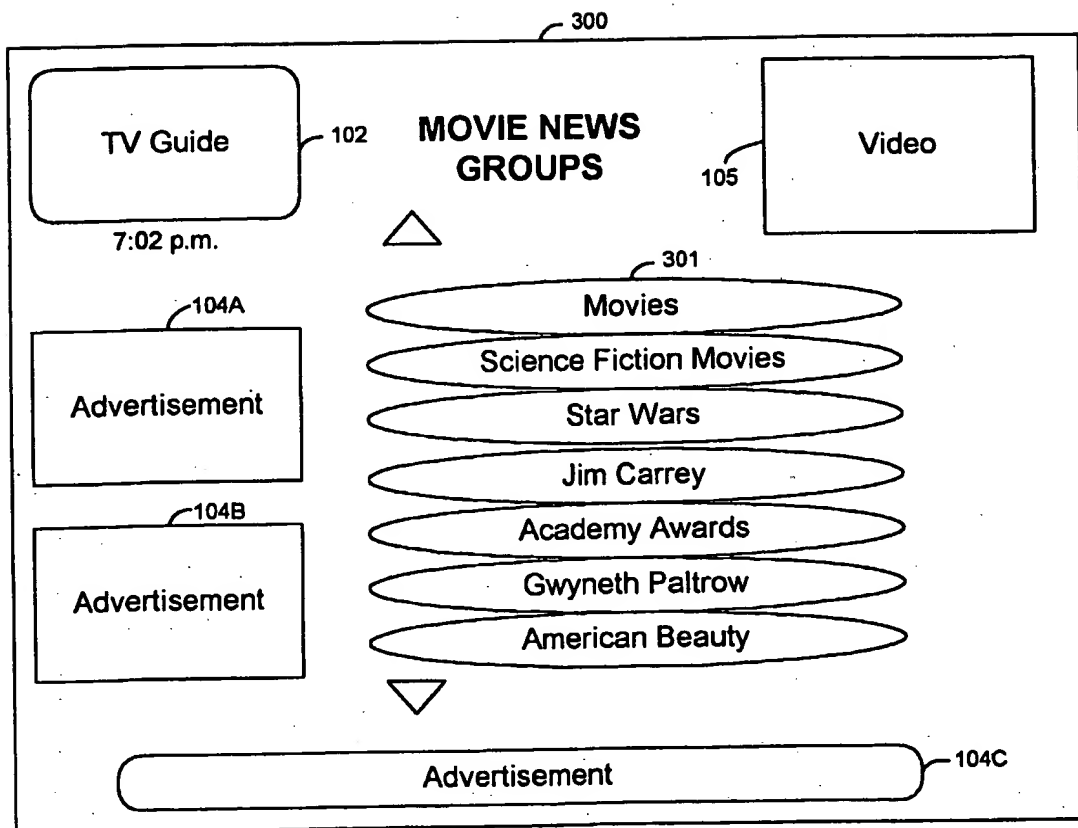 300
TV Guide
102
MOVIE NEWS
GROUPS
105
Video
7:02 p.m.
301
Movies
104A
Science Fiction Movies
Advertisement
Star Wars
Jim Carrey
104B
Academy Awards
Advertisement
Gwyneth Paltrow
American Beauty
Advertisement
104C